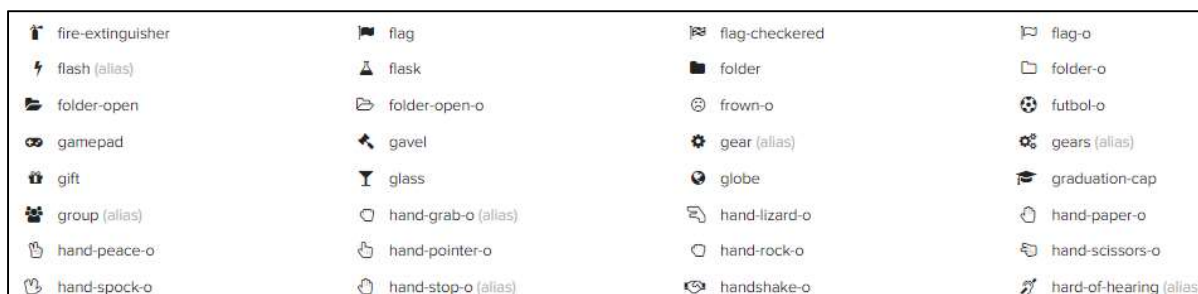 fire-extinguisher flag flag-checkered flag-o
flash (alias) flask folder folder-o
folder-open folder-open-o frown-o futbol-o
gamepad gavel gear (alias) gears (alias)
gift glass globe graduation-cap
group (alias) hand-grab-o (alias) hand-lizard-o hand-paper-o
hand-peace-o hand-pointer-o hand-rock-o hand-scissors-o
hand-spock-o hand-stop-o (alias) handshake-o hard-of-hearing (alias